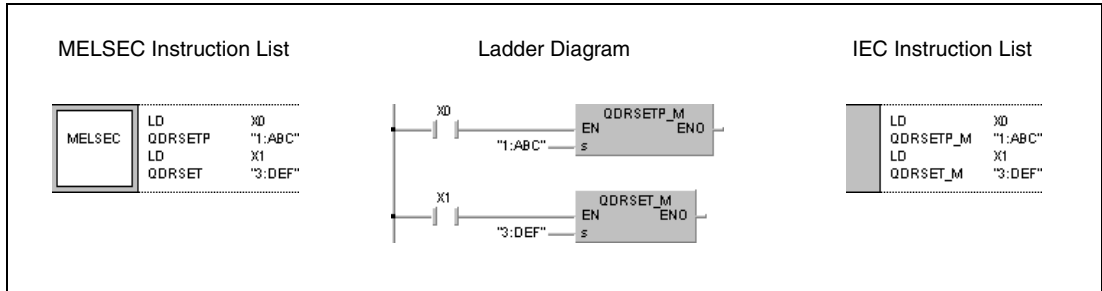 MELSEC Instruction List
MELSEC
LD X0
QDRSETP "1:ABC"
LD X1
QDRSET "3:DEF"
Ladder Diagram
X0
QDRSETP_M
EN ENO
"1:ABC" s
X1
QDRSET_M
EN ENO
"3:DEF" s
IEC Instruction List
LD X0
QDRSETP_M "1:ABC"
LD X1
QDRSET_M "3:DEF"